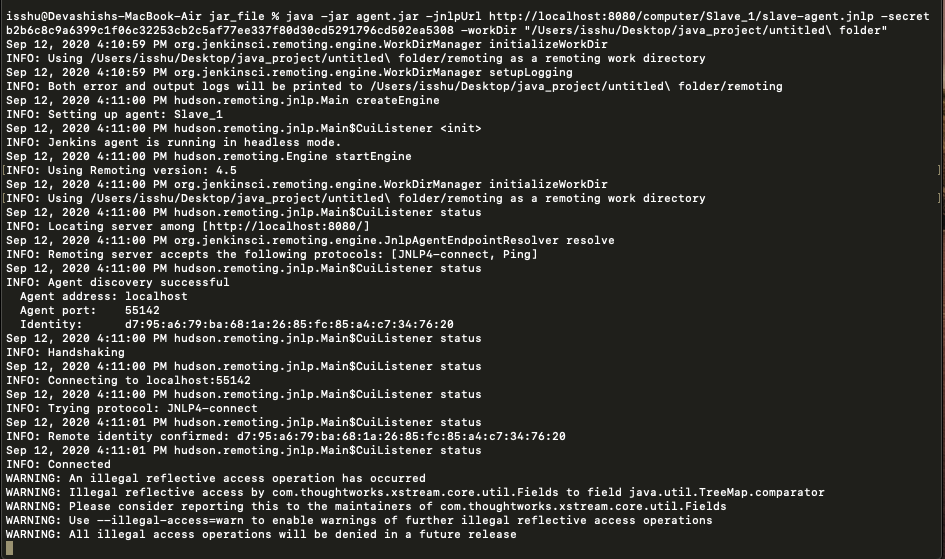 isshu@Devashishs-MacBook-Air jar_file % java -jar agent.jar -jnlpUrl http://localhost:8080/computer/Slave_1/slave-agent.jnlp -secret
b2b6c8c9a6399c1f06c32253cb2c5af77ee337f80d30cd5291796cd502ea5308 -workDir "/Users/isshu/Desktop/java_project/untitled\ folder"
Sep 12, 2020 4:10:59 PM org.jenkinsci.remoting.engine.WorkDirManager initializeWorkDir
INFO: Using /Users/isshu/Desktop/java_project/untitled\ folder/remoting as a remoting work directory
Sep 12, 2020 4:10:59 PM org.jenkinsci.remoting.engine.WorkDirManager setupLogging
INFO: Both error and output logs will be printed to /Users/isshu/Desktop/java_project/untitled\ folder/remoting
Sep 12, 2020 4:11:00 PM hudson.remoting.jnlp.Main createEngine
INFO: Setting up agent: Slave_1
Sep 12, 2020 4:11:00 PM hudson.remoting.jnlp.Main$CuiListener <init>
INFO: Jenkins agent is running in headless mode.
Sep 12, 2020 4:11:00 PM hudson.remoting.Engine startEngine
[INFO: Using Remoting version: 4.5 ]
Sep 12, 2020 4:11:00 PM org.jenkinsci.remoting.engine.WorkDirManager initializeWorkDir
[INFO: Using /Users/isshu/Desktop/java_project/untitled\ folder/remoting as a remoting work directory ]
Sep 12, 2020 4:11:00 PM hudson.remoting.jnlp.Main$CuiListener status
INFO: Locating server among [http://localhost:8080/]
Sep 12, 2020 4:11:00 PM org.jenkinsci.remoting.engine.JnlpAgentEndpointResolver resolve
INFO: Remoting server accepts the following protocols: [JNLP4-connect, Ping]
Sep 12, 2020 4:11:00 PM hudson.remoting.jnlp.Main$CuiListener status
INFO: Agent discovery successful
  Agent address: localhost
  Agent port:    55142
  Identity:      d7:95:a6:79:ba:68:1a:26:85:fc:85:a4:c7:34:76:20
Sep 12, 2020 4:11:00 PM hudson.remoting.jnlp.Main$CuiListener status
INFO: Handshaking
Sep 12, 2020 4:11:00 PM hudson.remoting.jnlp.Main$CuiListener status
INFO: Connecting to localhost:55142
Sep 12, 2020 4:11:00 PM hudson.remoting.jnlp.Main$CuiListener status
INFO: Trying protocol: JNLP4-connect
Sep 12, 2020 4:11:01 PM hudson.remoting.jnlp.Main$CuiListener status
INFO: Remote identity confirmed: d7:95:a6:79:ba:68:1a:26:85:fc:85:a4:c7:34:76:20
Sep 12, 2020 4:11:01 PM hudson.remoting.jnlp.Main$CuiListener status
INFO: Connected
WARNING: An illegal reflective access operation has occurred
WARNING: Illegal reflective access by com.thoughtworks.xstream.core.util.Fields to field java.util.TreeMap.comparator
WARNING: Please consider reporting this to the maintainers of com.thoughtworks.xstream.core.util.Fields
WARNING: Use --illegal-access=warn to enable warnings of further illegal reflective access operations
WARNING: All illegal access operations will be denied in a future release